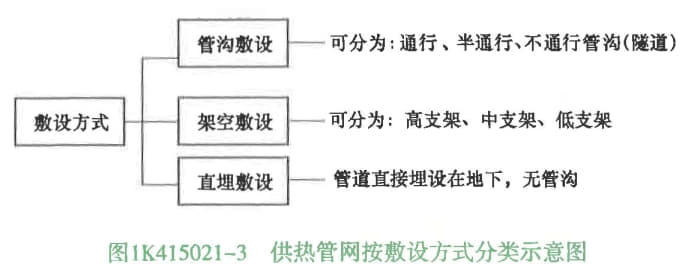 管沟敷设
可分为：通行、半通行、不通行管沟(隧道)
敷设方式
架空敷设
可分为： 高支架、中支架、低支架
直埋敷设
管道直接埋设在地下，无管沟
图1K415021-3 供热管网按敷设方式分类示意图